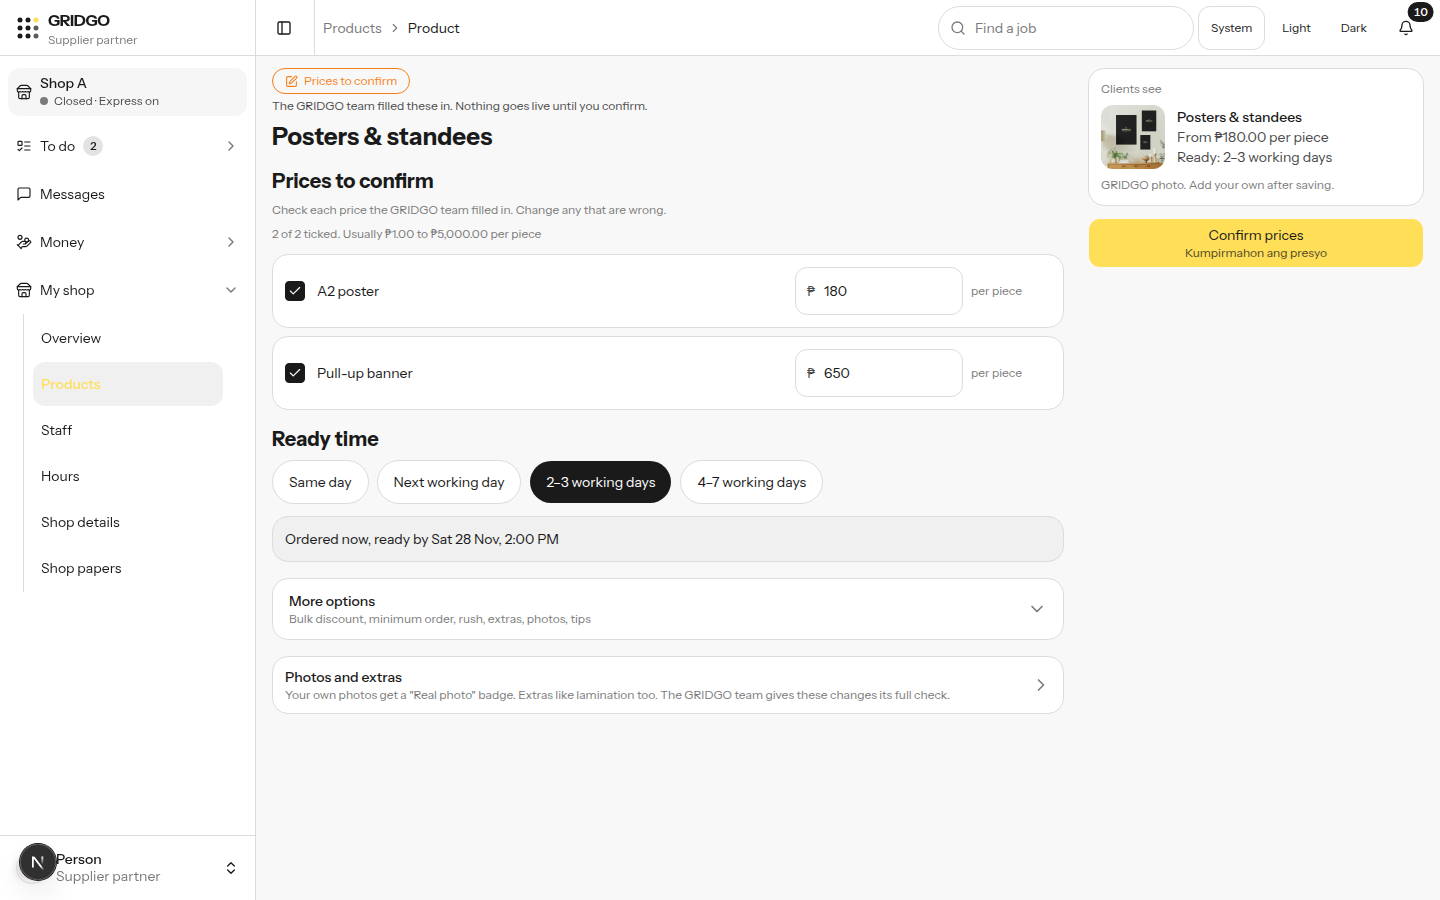 GRIDGO
Supplier partner
Products > Product
Find a job
System
Light
Dark
10
Shop A
Closed · Express on
To do 2
Messages
Money
My shop
Overview
Products
Staff
Hours
Shop details
Shop papers
N
Person
Supplier partner
Prices to confirm
The GRIDGO team filled these in. Nothing goes live until you confirm.
Posters & standees
Prices to confirm
Check each price the GRIDGO team filled in. Change any that are wrong.
2 of 2 ticked. Usually ₱1.00 to ₱5,000.00 per piece
A2 poster ₱ 180 per piece
Pull-up banner ₱ 650 per piece
Ready time
Same day
Next working day
2–3 working days
4–7 working days
Ordered now, ready by Sat 28 Nov, 2:00 PM
More options
Bulk discount, minimum order, rush, extras, photos, tips
Photos and extras
Your own photos get a "Real photo" badge. Extras like lamination too. The GRIDGO team gives these changes its full check.
Clients see
Posters & standees
From ₱180.00 per piece
Ready: 2–3 working days
GRIDGO photo. Add your own after saving.
Confirm prices
Kumpirmahon ang presyo